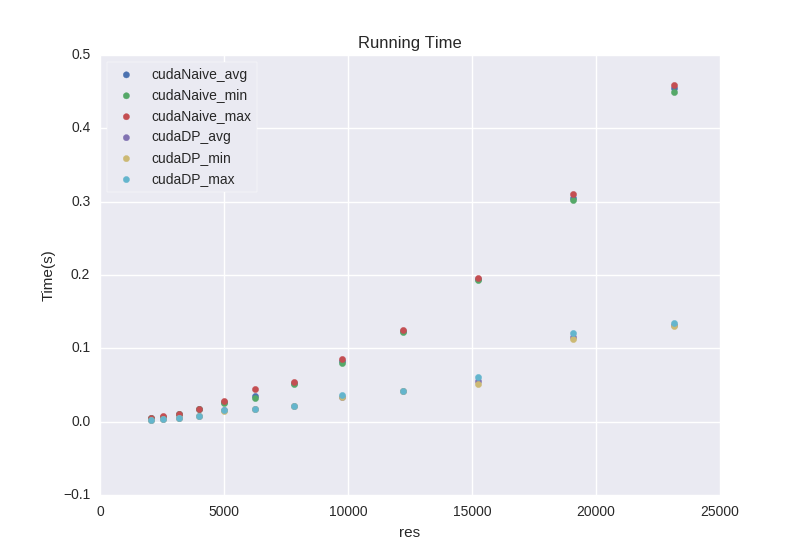 Running Time
0.5
0.4
0.3
0.2
0.1
0.0
−0.1
Time(s)
cudaNaive_avg
cudaNaive_min
cudaNaive_max
cudaDP_avg
cudaDP_min
cudaDP_max
0
5000
10000
15000
20000
25000
res